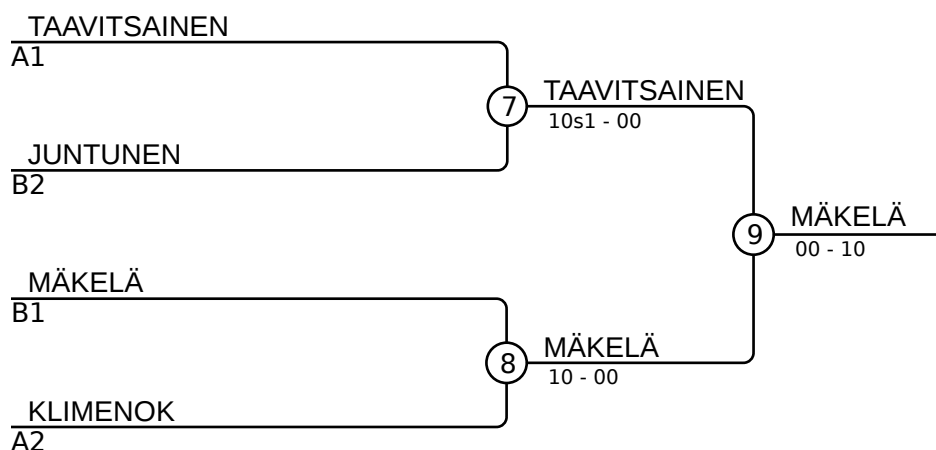 TAAVITSAINEN
A1
7
TAAVITSAINEN
10s1 - 00
JUNTUNEN
B2
9
MÄKELÄ
00 - 10
MÄKELÄ
B1
8
MÄKELÄ
10 - 00
KLIMENOK
A2